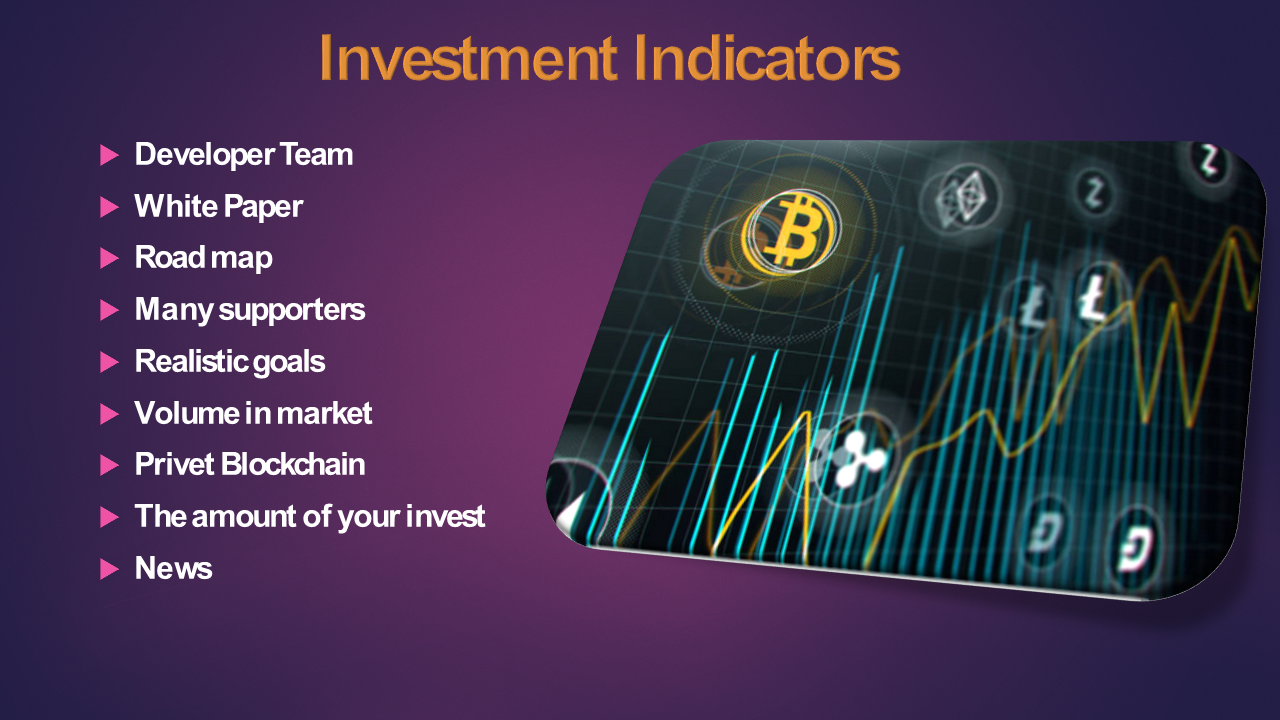 Investment Indicators
Developer Team
White Paper
Road map
Many supporters
Realistic goals
Volume in market
Privet Blockchain
The amount of your invest
News